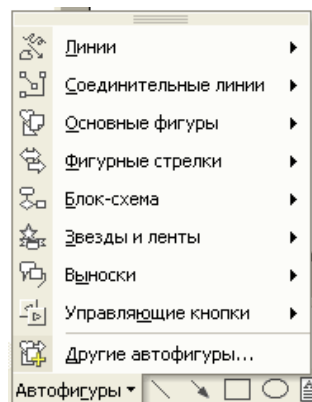 Линии
Соединительные линии
Основные фигуры
Фигурные стрелки
Блок-схема
Звезды и ленты
Выноски
Управляющие кнопки
Другие автофигуры...
Автофигуры